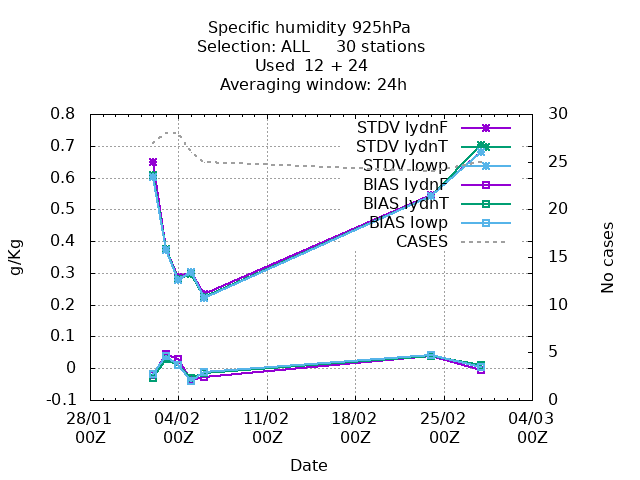 Specific humidity 925hPa
Selection: ALL 30 stations
Used 12 + 24
Averaging window: 24h
0.8
0.7
0.6
0.5
0.4
0.3
0.2
0.1
0
-0.1
g/Kg
30
25
20
15
10
5
0
No cases
STDV lydnF
STDV lydnT
STDV lowp
BIAS lydnF
BIAS lydnT
BIAS lowp
CASES
28/01 04/02 11/02 18/02 25/02 04/03
00Z 00Z 00Z 00Z 00Z 00Z
Date